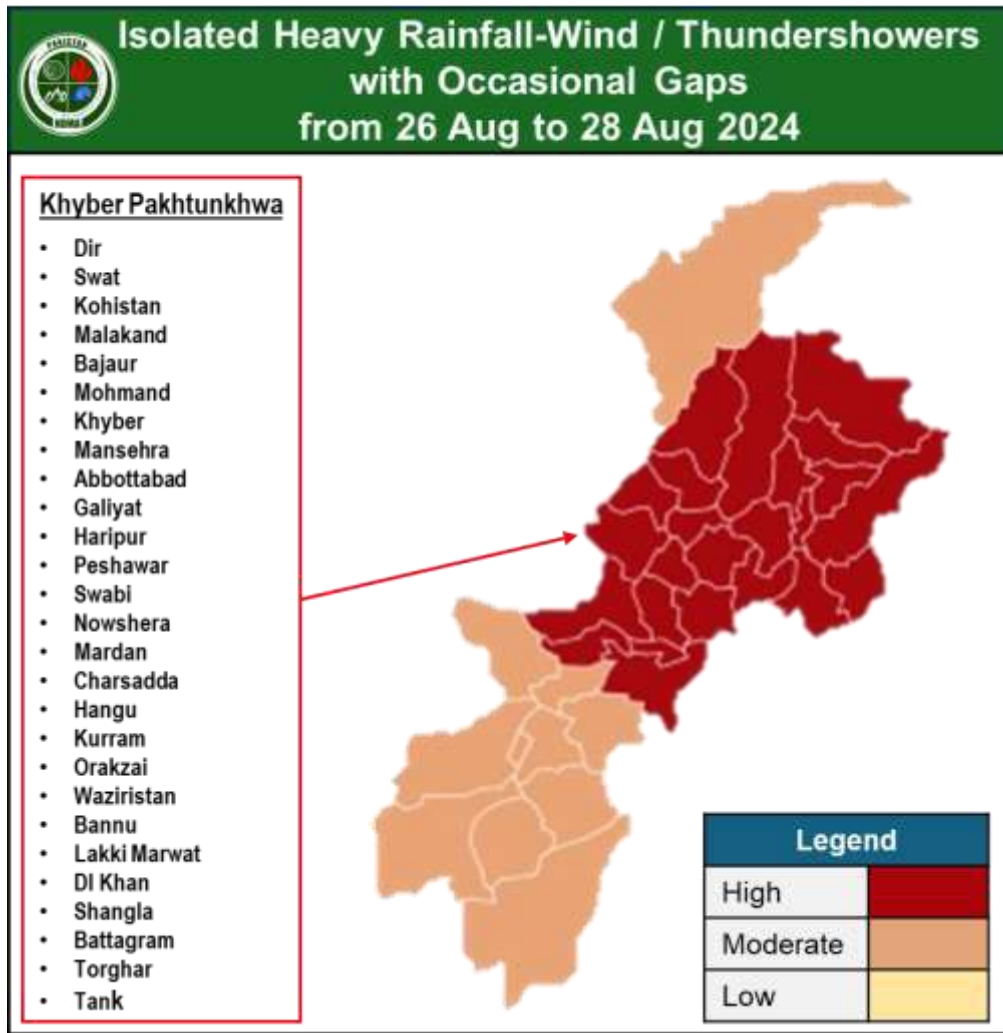 Isolated Heavy Rainfall-Wind / Thundershowers
with Occasional Gaps
from 26 Aug to 28 Aug 2024
PAKISTAN
Khyber Pakhtunkhwa
• Dir
• Swat
• Kohistan
• Malakand
• Bajaur
• Mohmand
• Khyber
• Mansehra
• Abbottabad
• Galiyat
• Haripur
• Peshawar
• Swabi
• Nowshera
• Mardan
• Charsadda
• Hangu
• Kurram
• Orakzai
• Waziristan
• Bannu
• Lakki Marwat
• DI Khan
• Shangla
• Battagram
• Torghar
• Tank
Legend
High
Moderate
Low